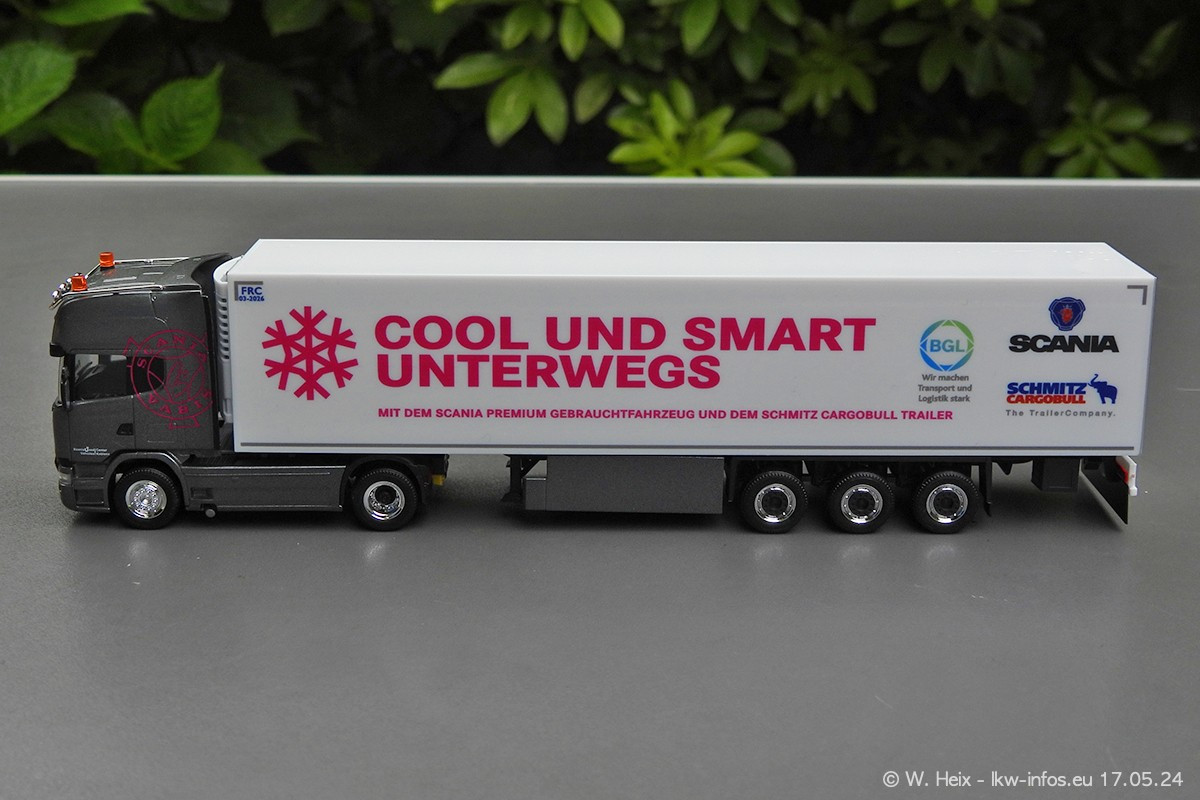 FRC
03-2026
COOL UND SMART
UNTERWEGS
MIT DEM SCANIA PREMIUM GEBRAUCHTFAHRZEUG UND DEM SCHMITZ CARGOBULL TRAILER
BGL
Wir machen
Transport und
Logistik stark
SCANIA
SCHMITZ
CARGOBULL
The TrailerCompany.
© W. Heix - lkw-infos.eu 17.05.24